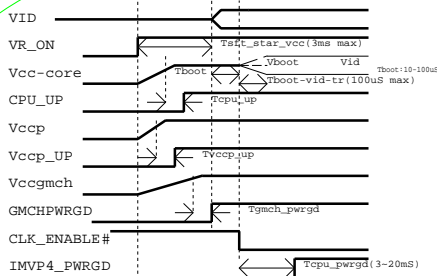 VID
VR_ON
Tsft_star_vcc(3ms max)
Vcc-core
Tboot
Vboot
Vid
Tboot:10-100uS
Tboot-vid-tr(100uS max)
CPU_UP
Tcpu_up
Vccp
Vccp_UP
Tvccp_up
Vccgmch
GMCHPWRGD
Tgmch_pwrgd
CLK_ENABLE#
IMVP4_PWRGD
Tcpu_pwrgd(3~20mS)